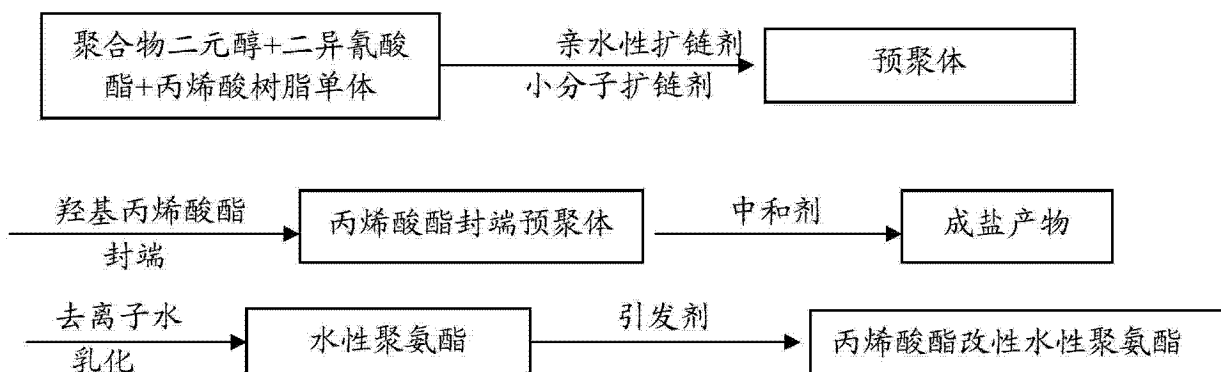 聚合物二元醇+二异氰酸
酯+丙烯酸树脂单体
亲水性扩链剂
小分子扩链剂
预聚体
羟基丙烯酸酯
封端
丙烯酸酯封端预聚体
中和剂
成盐产物
去离子水
乳化
水性聚氨酯
引发剂
丙烯酸酯改性水性聚氨酯